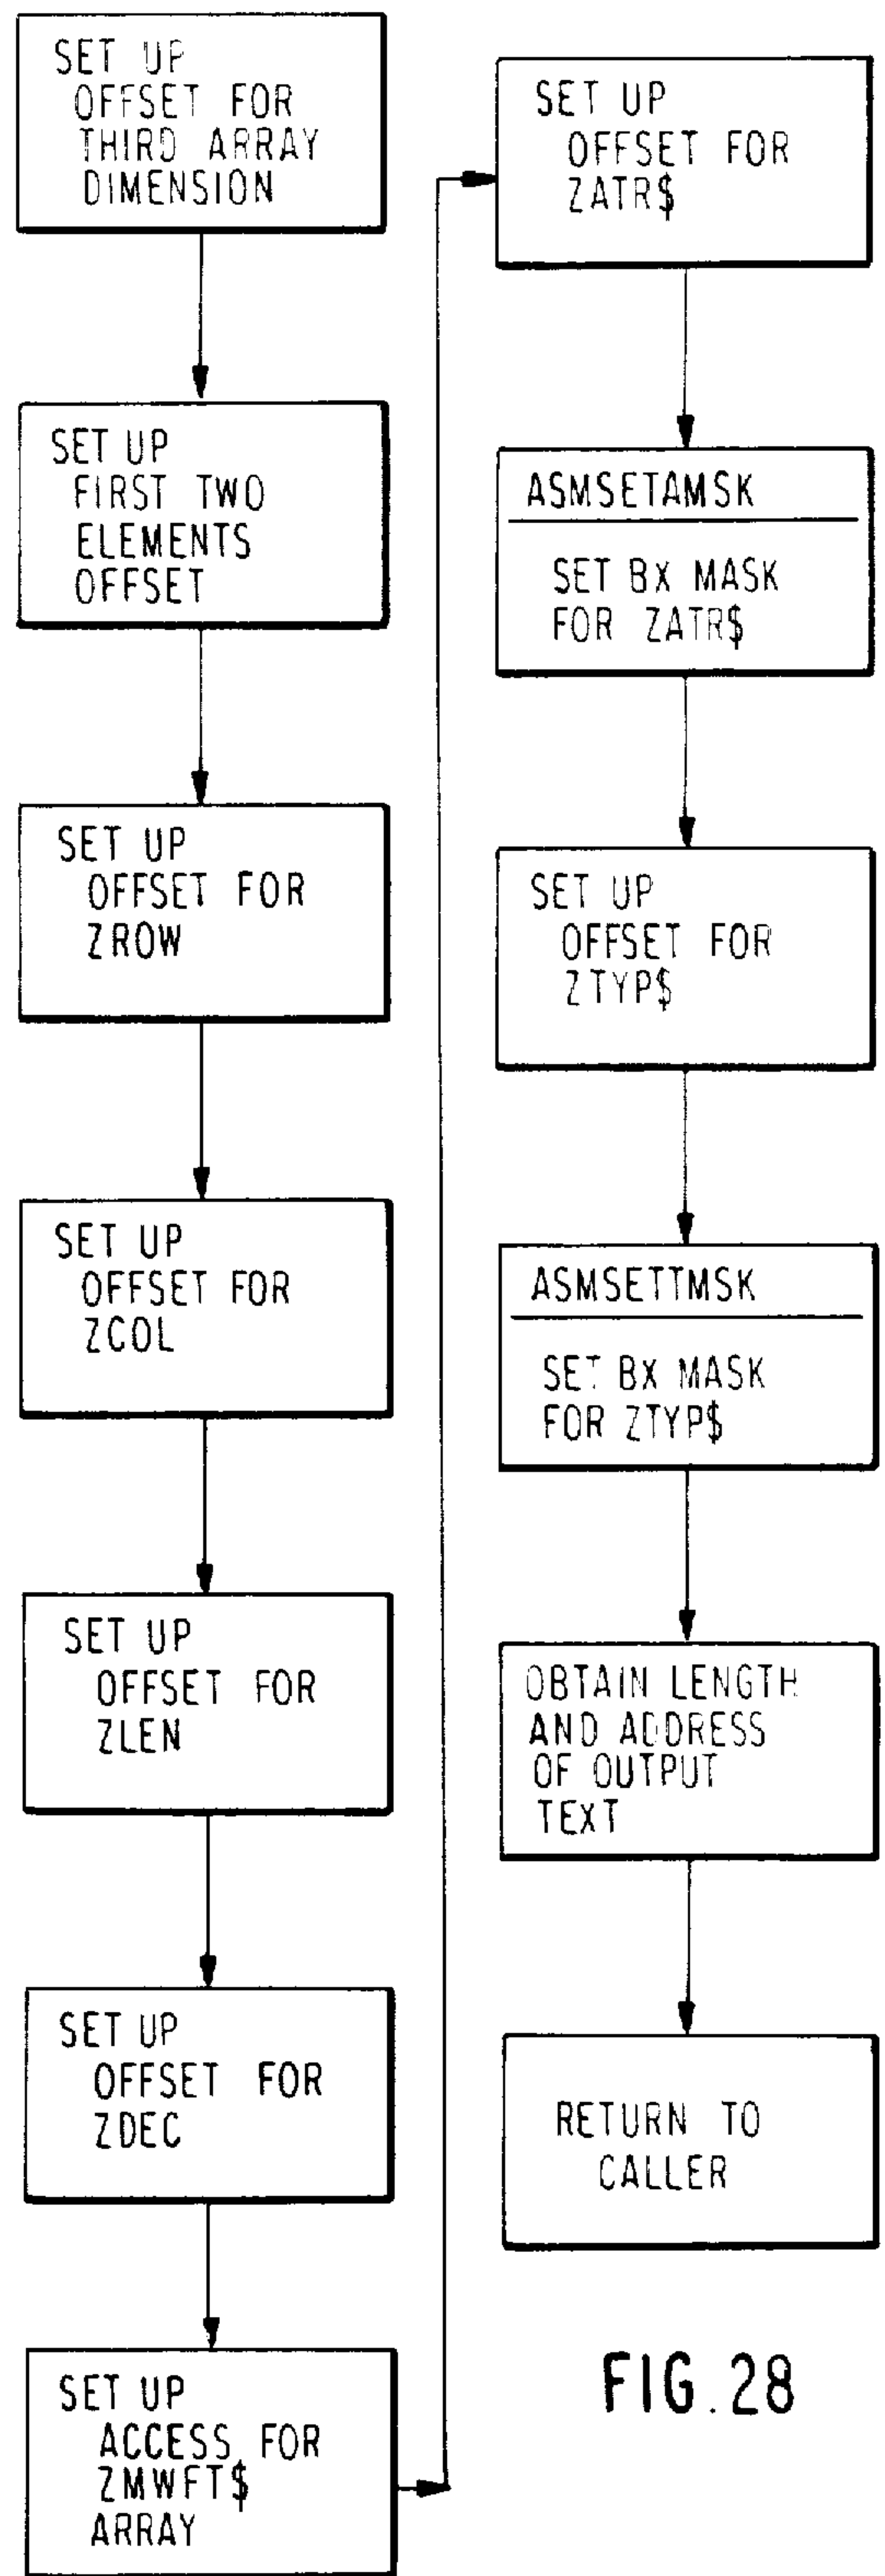 SET UP
OFFSET FOR
THIRD ARRAY
DIMENSION
SET UP
FIRST TWO
ELEMENTS
OFFSET
SET UP
OFFSET FOR
ZROW
SET UP
OFFSET FOR
ZCOL
SET UP
OFFSET FOR
ZLEN
SET UP
OFFSET FOR
ZDEC
SET UP
ACCESS FOR
ZMWFT$
ARRAY
SET UP
OFFSET FOR
ZATR$
ASMSETAMSK
SET BX MASK
FOR ZATR$
SET UP
OFFSET FOR
ZTYP$
ASMSETTMSK
SET BX MASK
FOR ZTYP$
OBTAIN LENGTH
AND ADDRESS
OF OUTPUT
TEXT
RETURN TO
CALLER
FIG.28